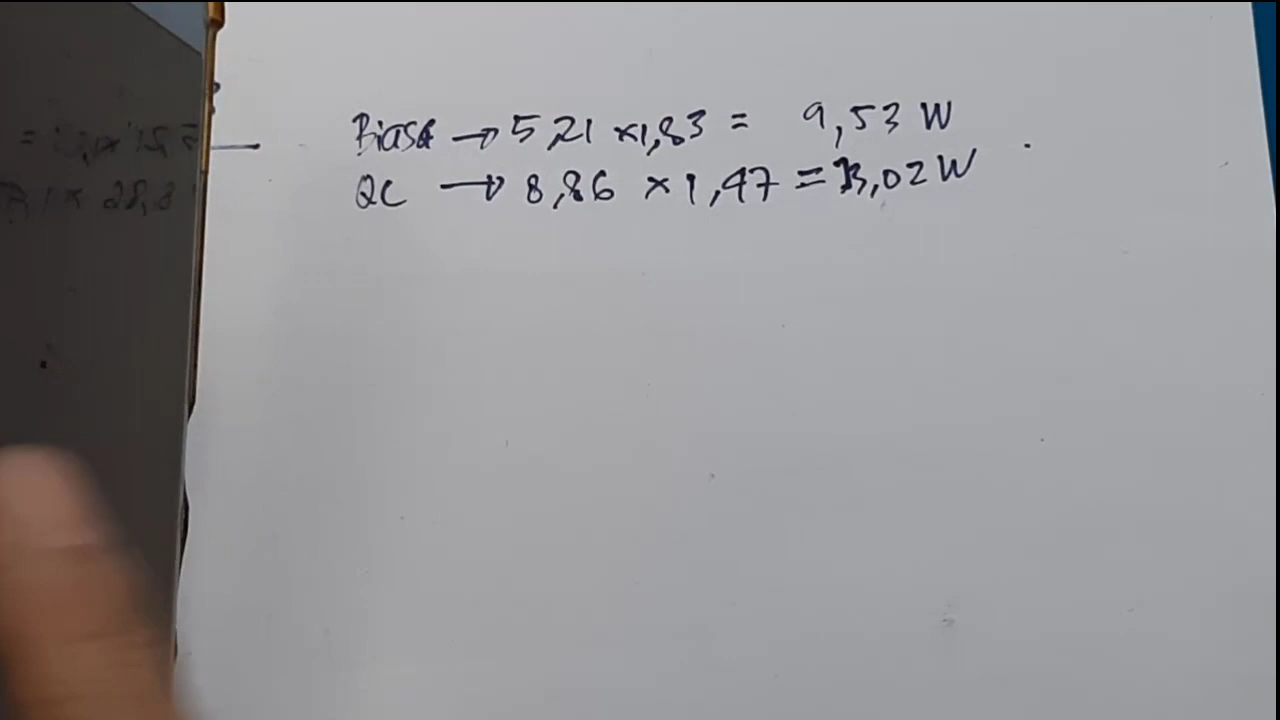 Biasa → 5,21 × 1,83 = 9,53 W
QC → 8,86 × 1,47 = 13,02 W